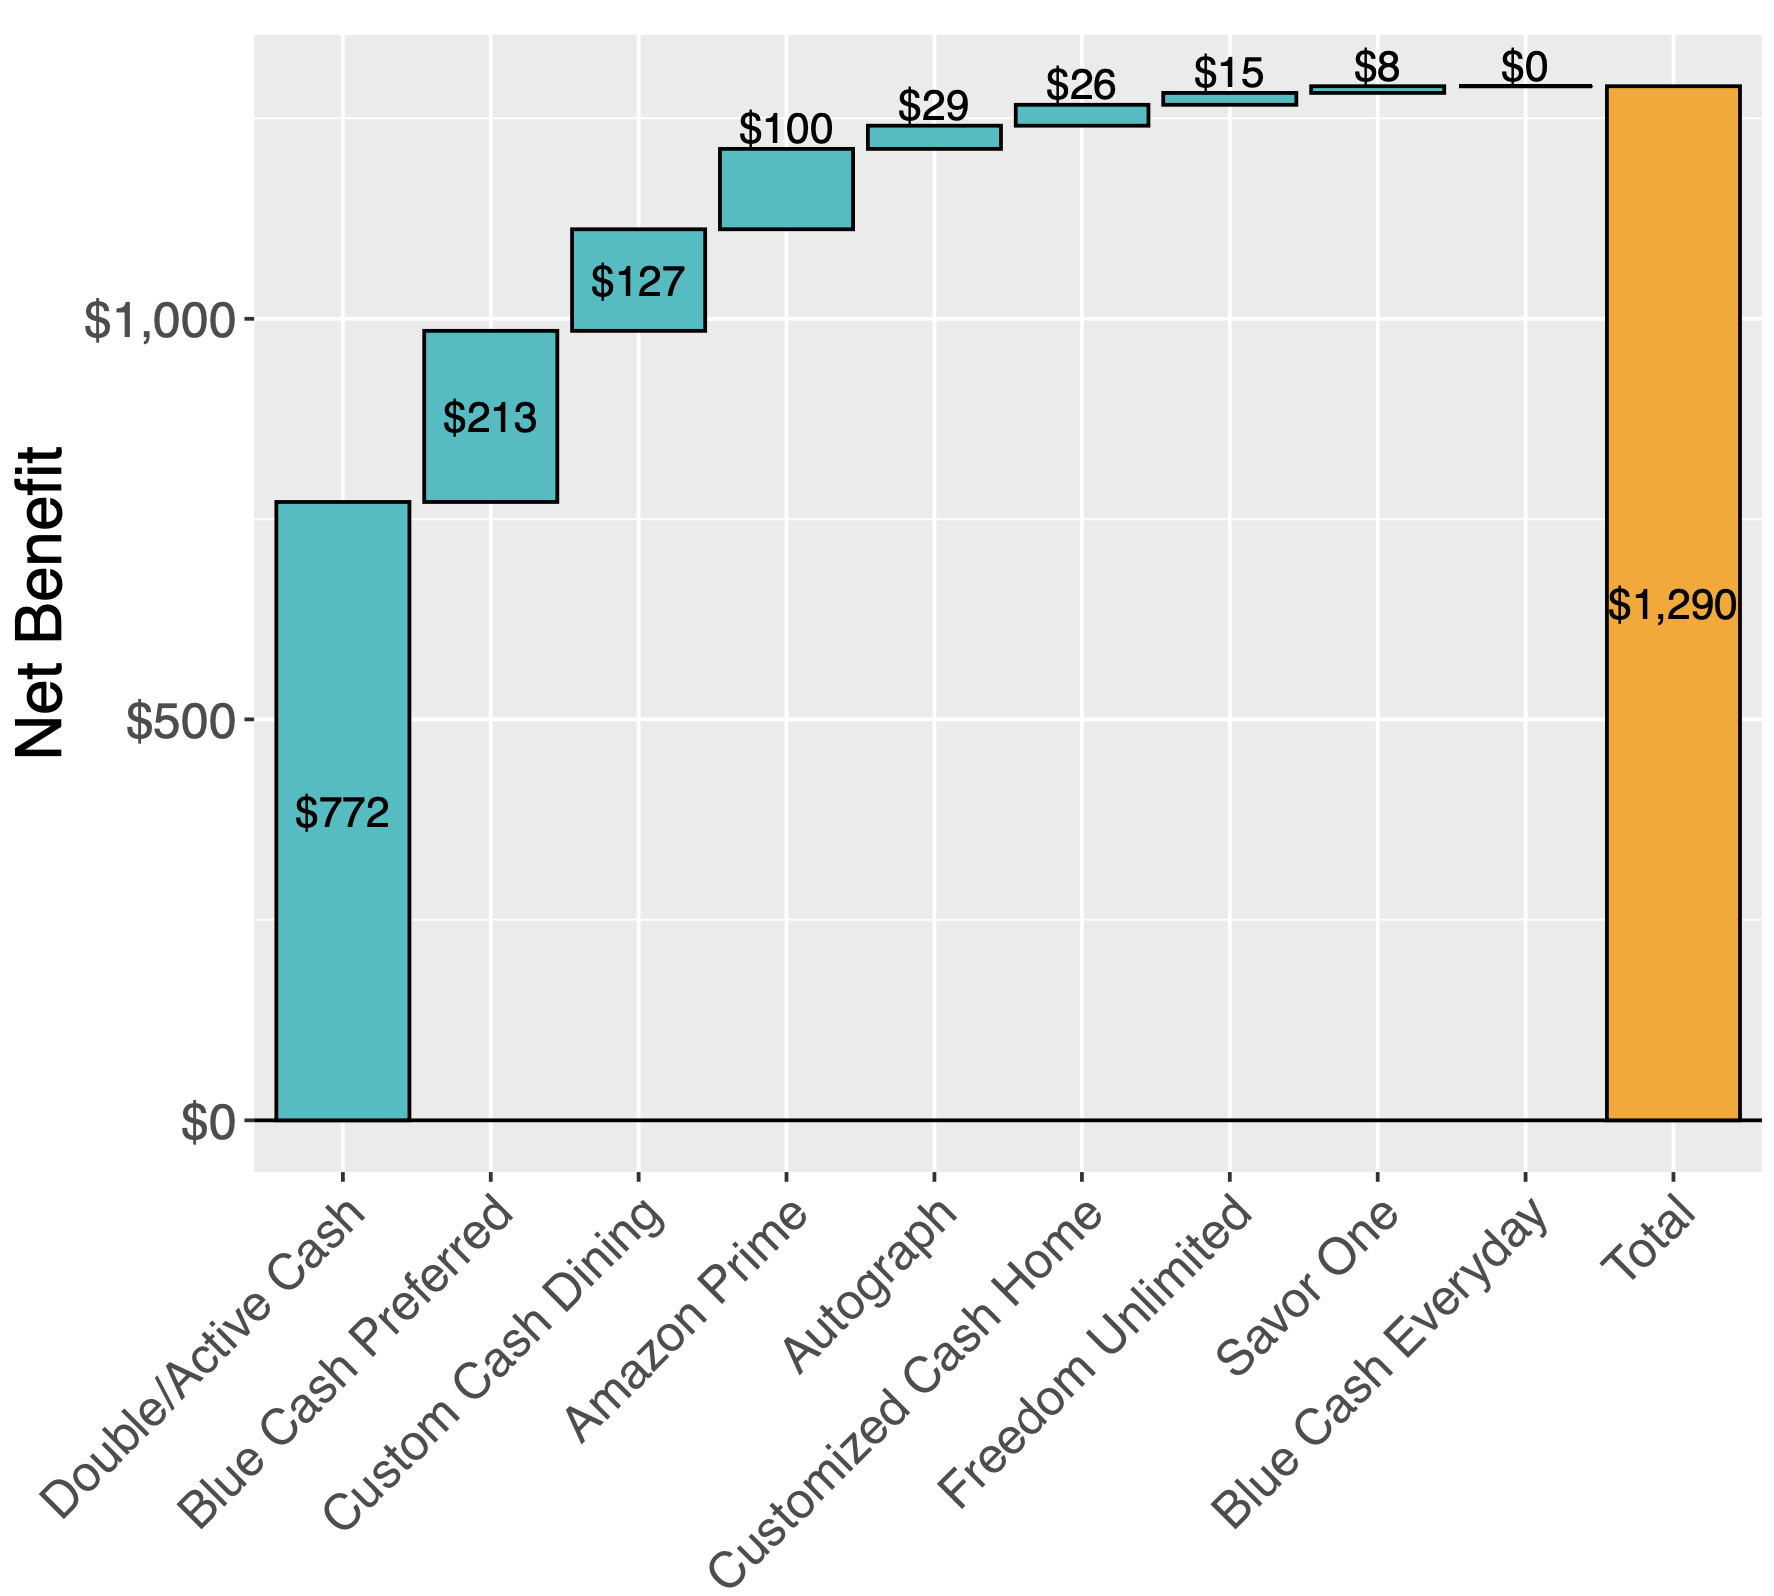 $772
$213
$127
$100
$29
$26
$15
$8
$0
$1,290
Net Benefit
$1,000
$500
$0
Double/Active Cash
Blue Cash Preferred
Custom Cash Dining
Amazon Prime
Autograph
Customized Cash Home
Freedom Unlimited
Savor One
Blue Cash Everyday
Total